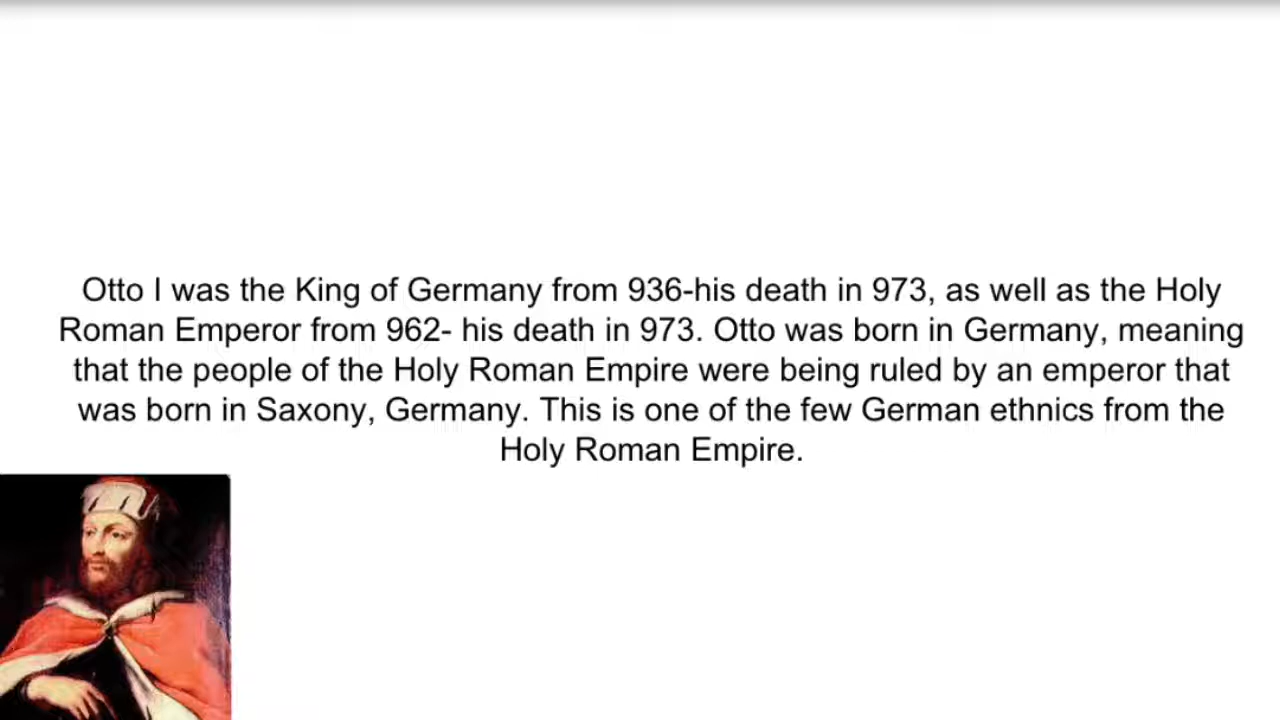 Otto I was the King of Germany from 936-his death in 973, as well as the Holy
Roman Emperor from 962- his death in 973. Otto was born in Germany, meaning
that the people of the Holy Roman Empire were being ruled by an emperor that
was born in Saxony, Germany. This is one of the few German ethnics from the
Holy Roman Empire.